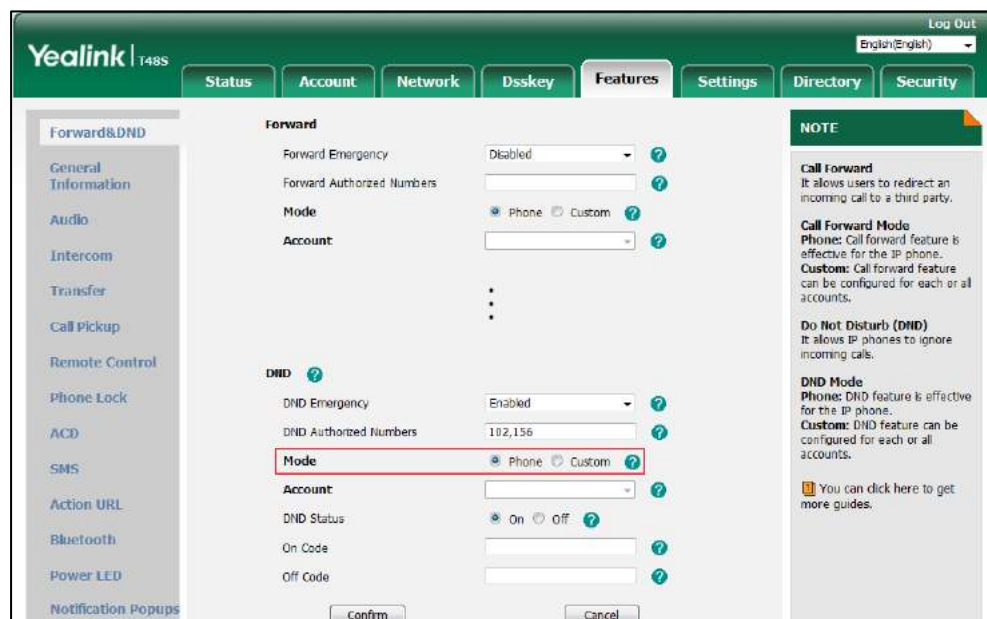 Log Out
English(English)
Yealink T48S
Status Account Network Dsskey Features Settings Directory Security
Forward&DND
General
Information
Audio
Intercom
Transfer
Call Pickup
Remote Control
Phone Lock
ACD
SMS
Action URL
Bluetooth
Power LED
Notification Popups
Forward
Forward Emergency Disabled ?
Forward Authorized Numbers ?
Mode Phone Custom ?
Account ?
DND ?
DND Emergency Enabled ?
DND Authorized Numbers 102,156 ?
Mode Phone Custom ?
Account ?
DND Status On Off ?
On Code ?
Off Code ?
Confirm Cancel
NOTE
Call Forward
It allows users to redirect an
incoming call to a third party.
Call Forward Mode
Phone: Call forward feature is
effective for the IP phone.
Custom: Call forward feature
can be configured for each or all
accounts.
Do Not Disturb (DND)
It allows IP phones to ignore
incoming calls.
DND Mode
Phone: DND feature is effective
for the IP phone.
Custom: DND feature can be
configured for each or all
accounts.
You can click here to get
more guides.